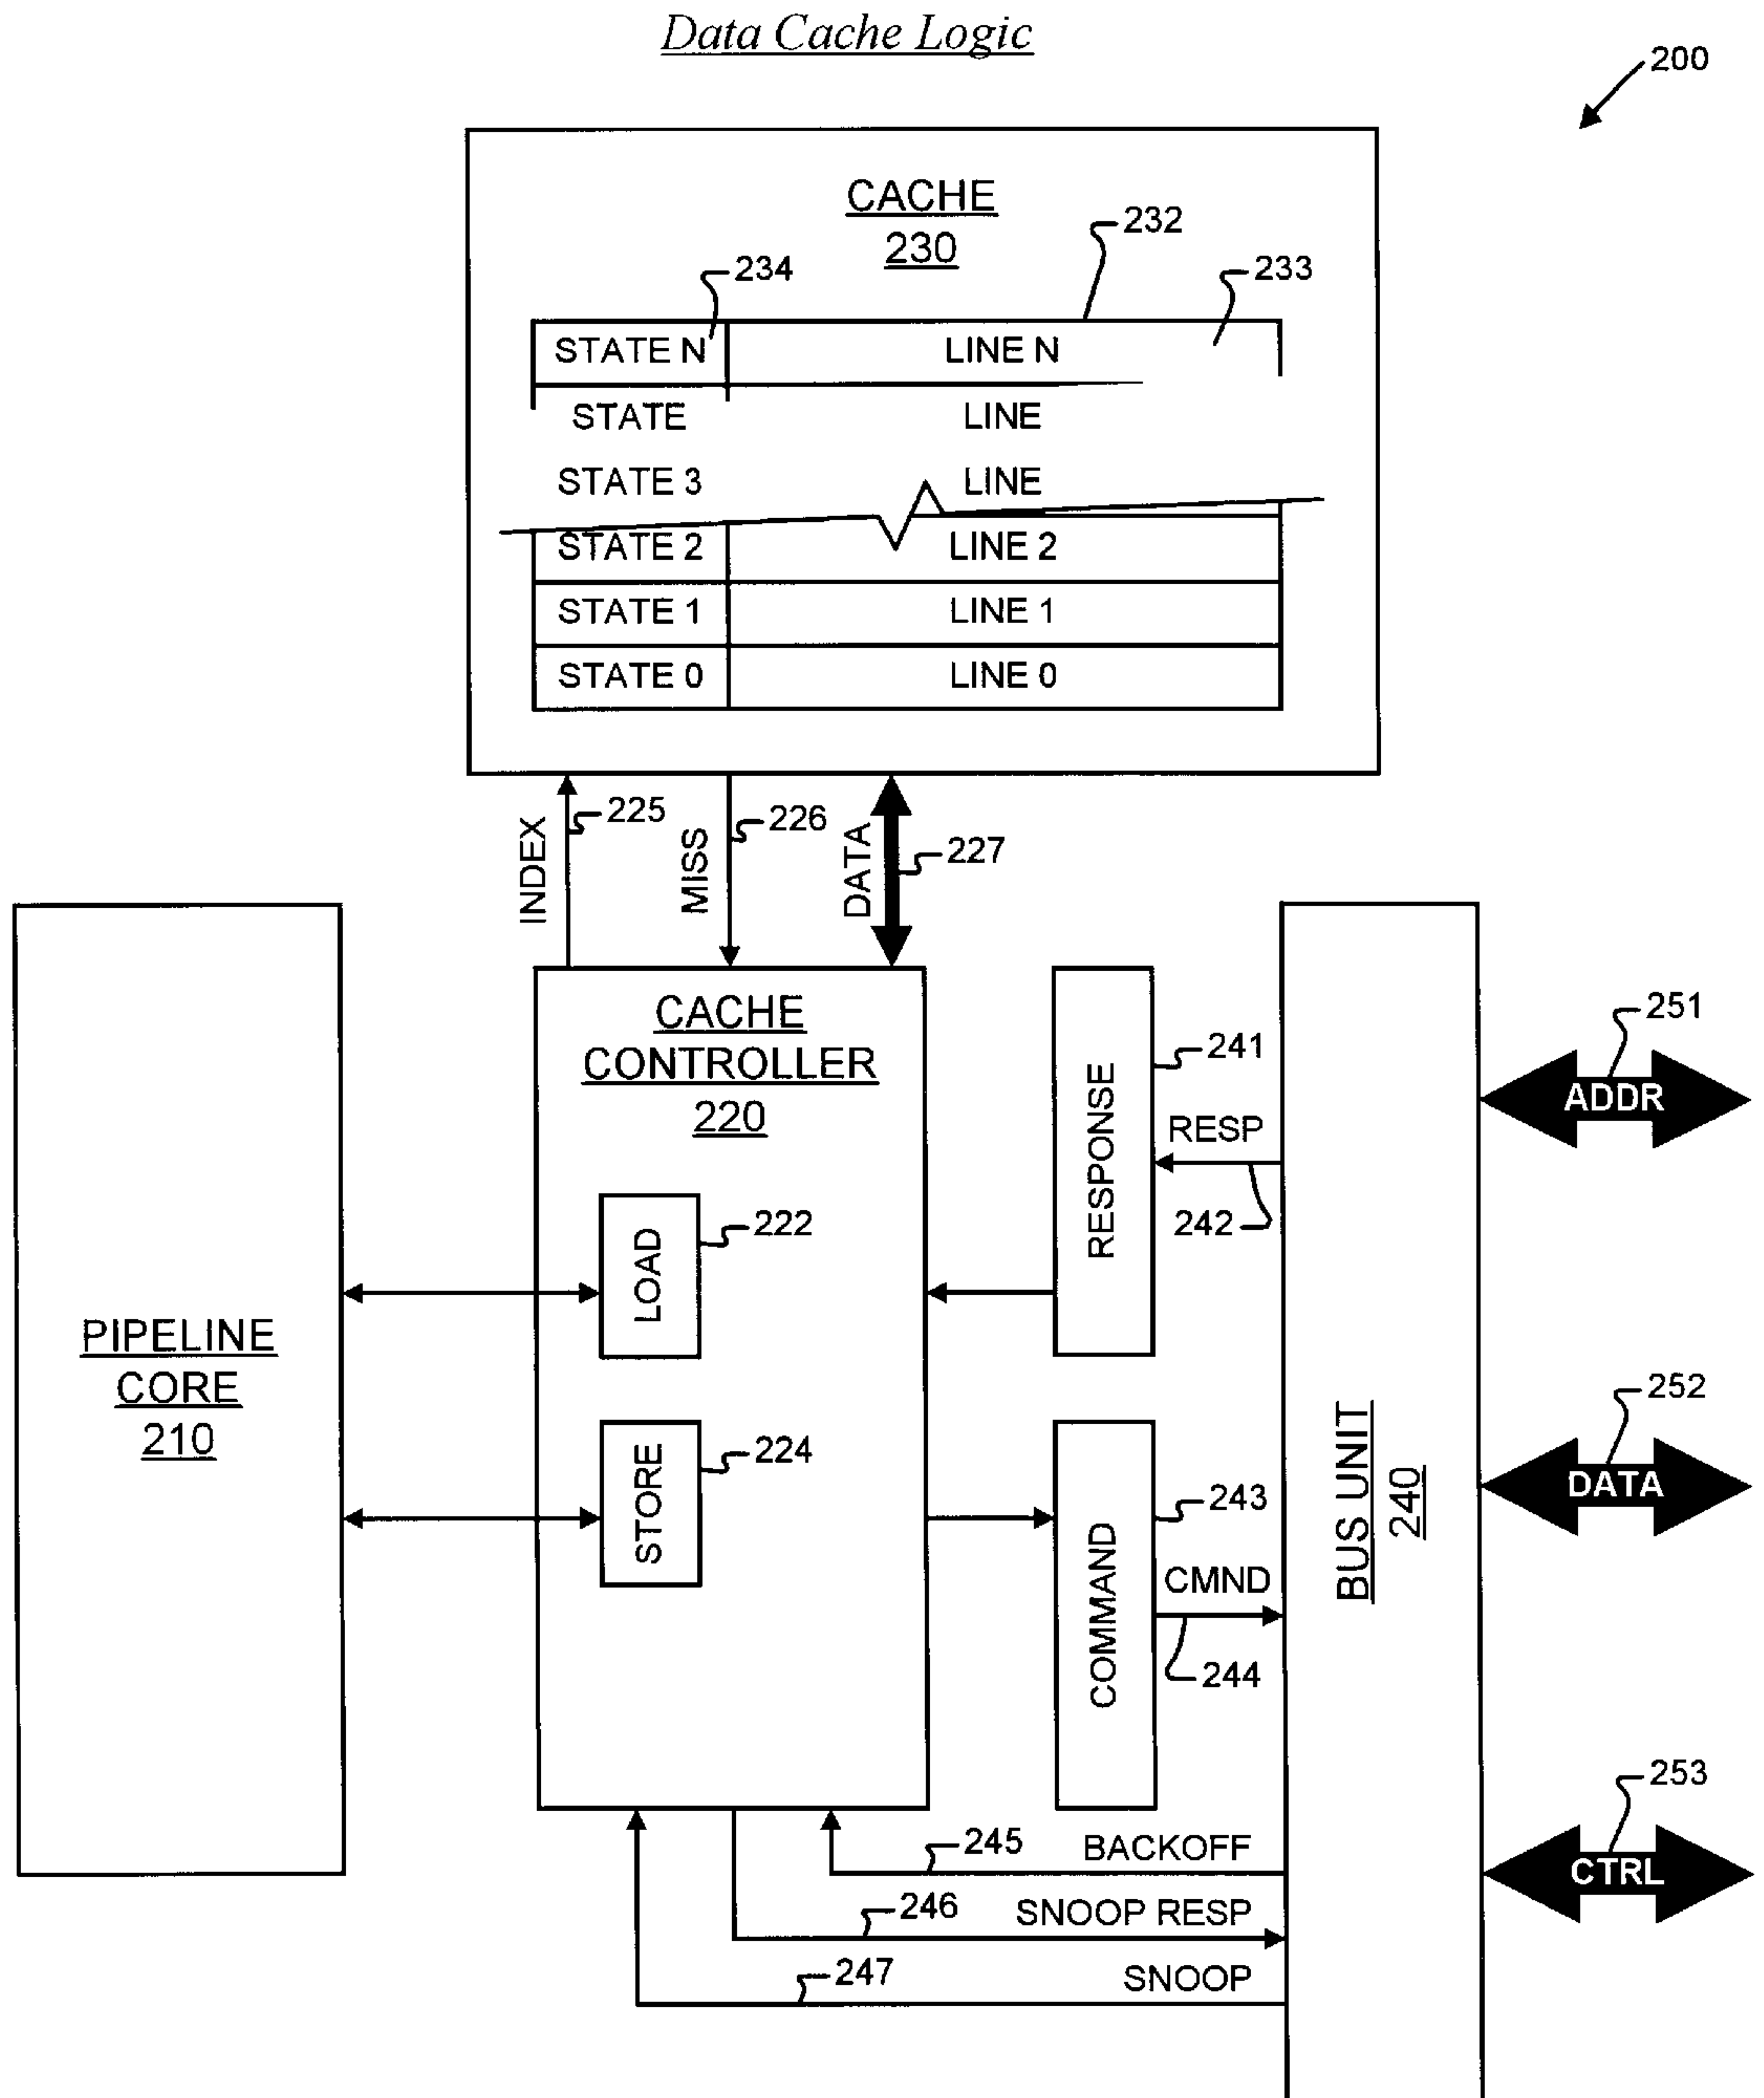 Data Cache Logic
200
CACHE
230
232
234
233
STATE N
LINE N
STATE
LINE
STATE 3
LINE
STATE 2
LINE 2
STATE 1
LINE 1
STATE 0
LINE 0
INDEX
225
MISS
226
DATA
227
CACHE
CONTROLLER
220
LOAD
222
STORE
224
PIPELINE
CORE
210
RESPONSE
241
RESP
242
COMMAND
243
CMND
244
BUS UNIT
240
251
ADDR
252
DATA
253
CTRL
245
BACKOFF
246
SNOOP RESP
247
SNOOP